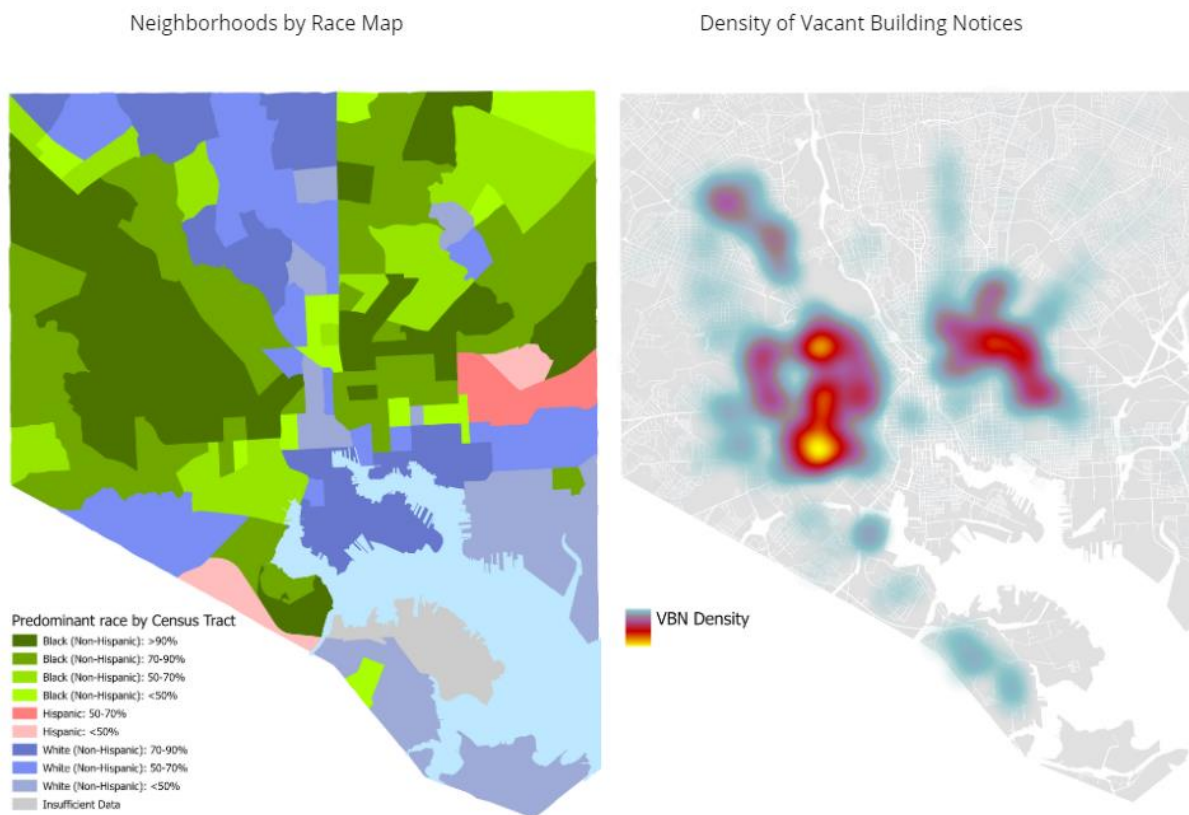 Neighborhoods by Race Map
Density of Vacant Building Notices
Predominant race by Census Tract
Black (Non-Hispanic): >90%
Black (Non-Hispanic): 70-90%
Black (Non-Hispanic): 50-70%
Black (Non-Hispanic): <50%
Hispanic: 50-70%
Hispanic: <50%
White (Non-Hispanic): 70-90%
White (Non-Hispanic): 50-70%
White (Non-Hispanic): <50%
Insufficient Data
VBN Density